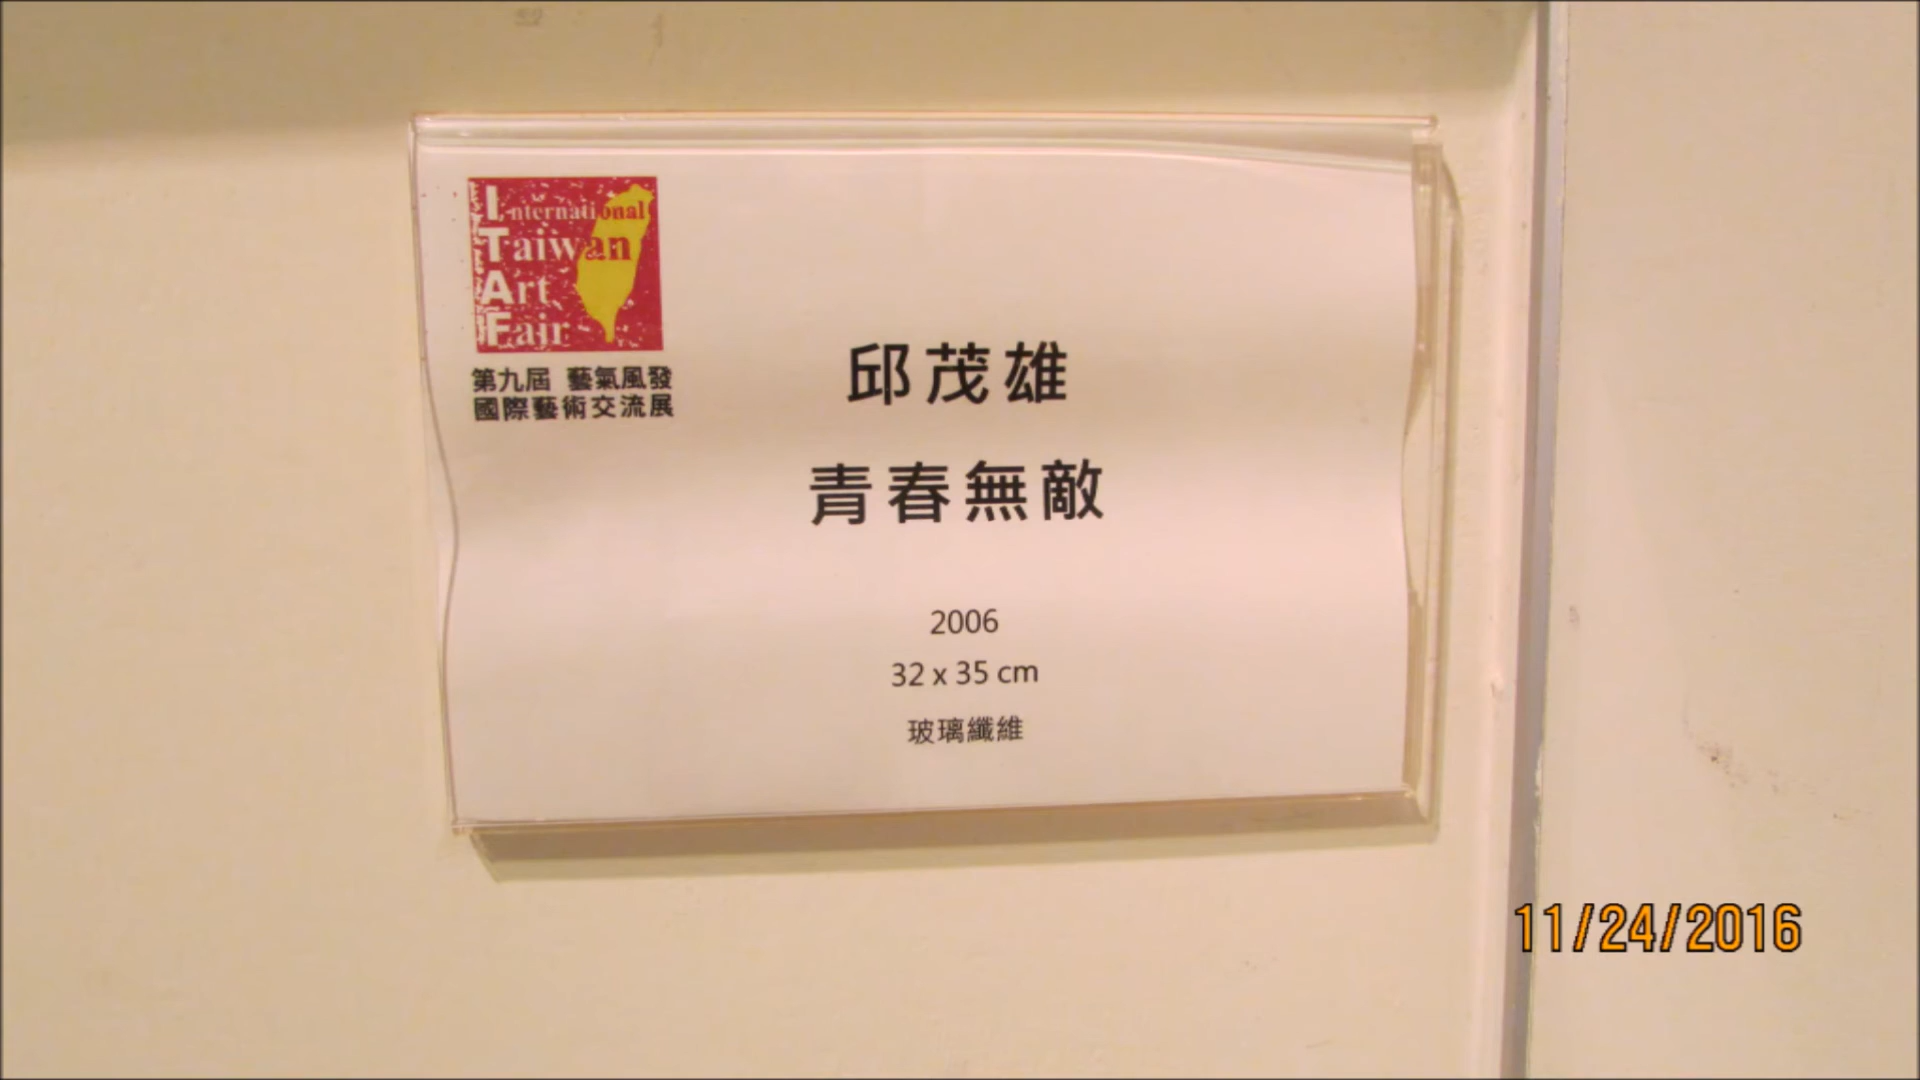 International
Taiwan
Art
Fair
第九屆 藝氣風發
國際藝術交流展
邱茂雄
青春無敵
2006
32 x 35 cm
玻璃纖維
11/24/2016